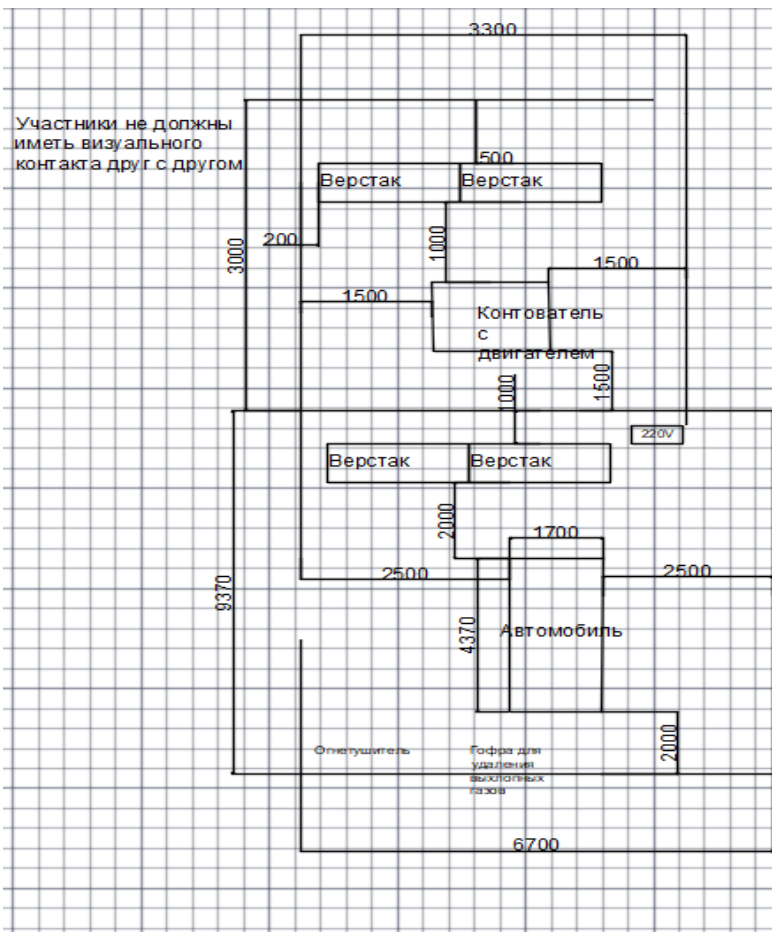 3300
Участники не должны
иметь визуального
контакта друг с другом
500
Верстак Верстак
200
1000
3000
1500
1500
Контователь
с
двигателем
1000
1500
220V
Верстак Верстак
2000
1700
2500
2500
9370
4370
Автомобиль
2000
Огнетушитель
Гофра для
удаления
выхлопных
газов
6700